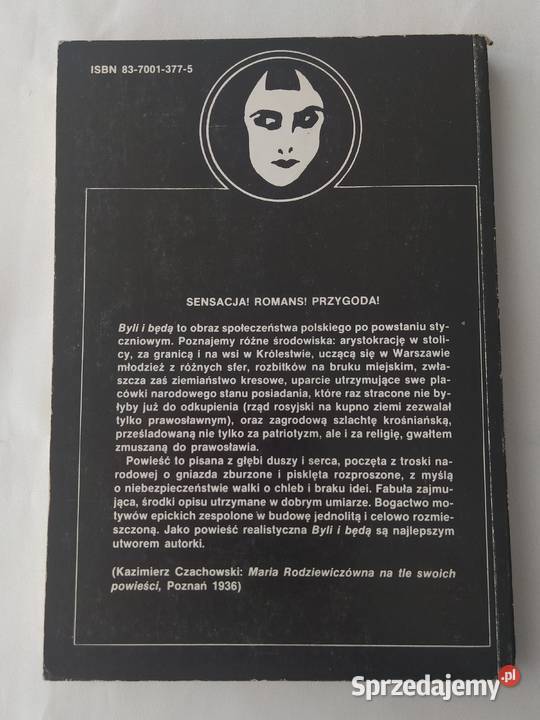 ISBN 83-7001-377-5
SENSACJA! ROMANS! PRZYGODA!
Byli i będą to obraz społeczeństwa polskiego po powstaniu sty-
czniowym. Poznajemy różne środowiska: arystokrację w stoli-
cy, za granicą i na wsi w Królestwie, uczącą się w Warszawie
młodzież z różnych sfer, rozbitków na bruku miejskim, zwła-
szcza zaś ziemiaństwo kresowe, uparcie utrzymujące swe pla-
cówki narodowego stanu posiadania, które raz stracone nie by-
łyby już do odkupienia (rząd rosyjski na kupno ziemi zezwalał
tylko prawosławnym), oraz zagrodową szlachtę krośniańską,
prześladowaną nie tylko za patriotyzm, ale i za religię, gwałtem
zmuszaną do prawosławia.
Powieść to pisana z głębi duszy i serca, poczęta z troski na-
rodowej o gniazda zburzone i pisklęta rozproszone, z myślą
o niebezpieczeństwie walki o chleb i braku idei. Fabuła zajmu-
jąca, środki opisu utrzymane w dobrym umiarze. Bogactwo mo-
tywów epickich zespolone w budowę jednolitą i celowo rozmie-
szczoną. Jako powieść realistyczna Byli i będą są najlepszym
utworem autorki.
(Kazimierz Czachowski: Maria Rodziewiczówna na tle swoich
powieści, Poznań 1936)
Sprzedajemy.pl